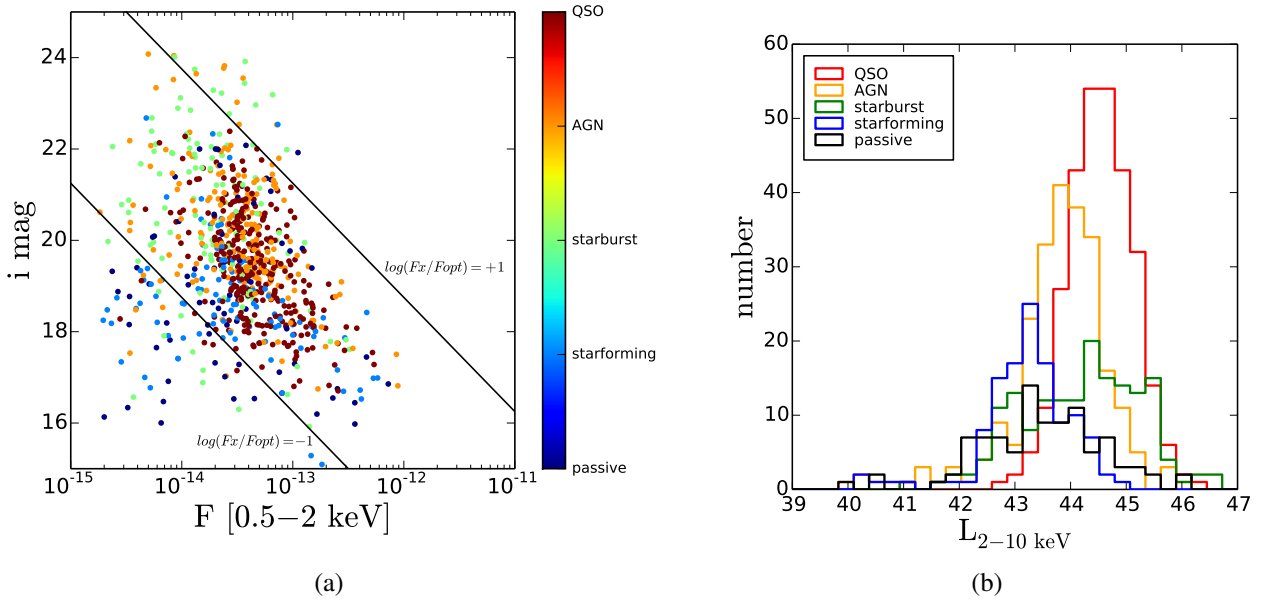 QSO
24
AGN
22
i mag
20
starburst
log(Fx/Fopt) = +1
18
starforming
16
log(Fx/Fopt) = −1
passive
10^-15
10^-14
10^-13
10^-12
10^-11
F [0.5−2 keV]
(a)
60
QSO
AGN
starburst
starforming
passive
50
40
number
30
20
10
0
39
40
41
42
43
44
45
46
47
L_2−10 keV
(b)